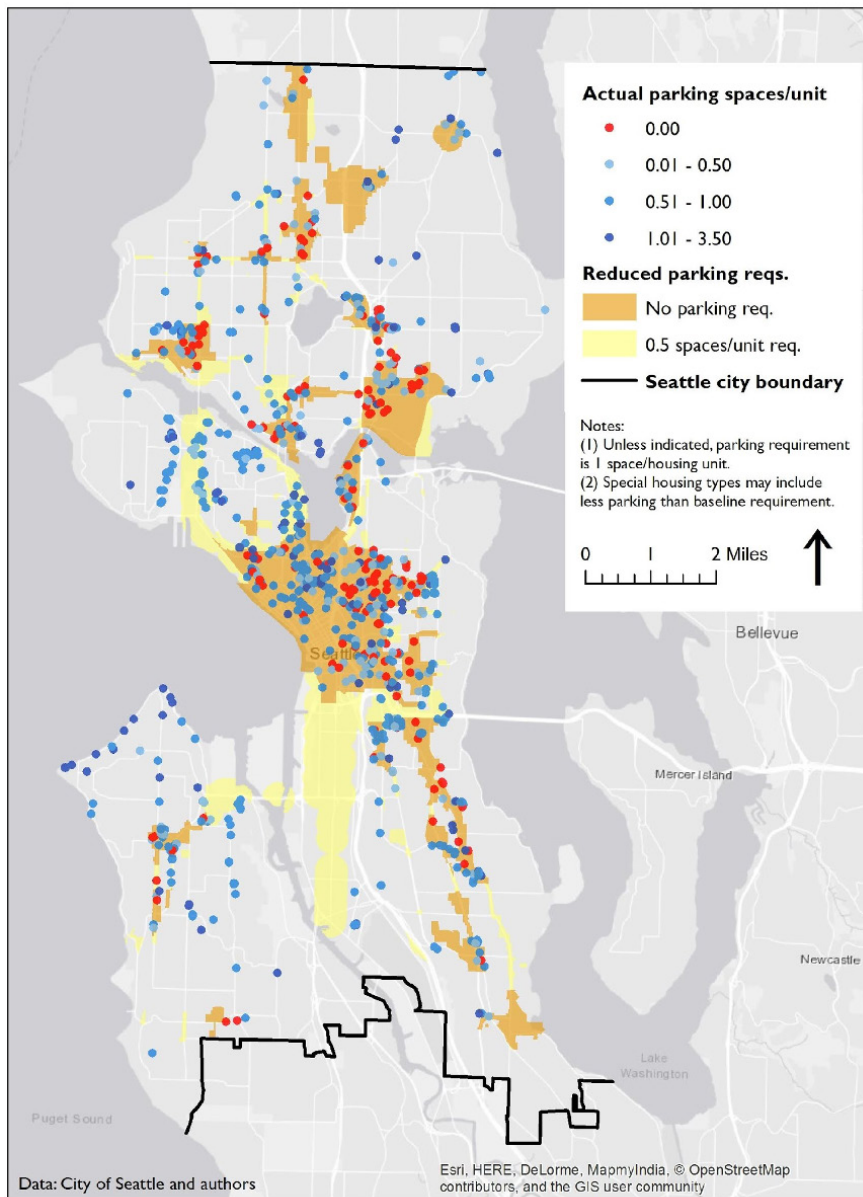 Actual parking spaces/unit
0.00
0.01 - 0.50
0.51 - 1.00
1.01 - 3.50
Reduced parking reqs.
No parking req.
0.5 spaces/unit req.
Seattle city boundary
Notes:
(1) Unless indicated, parking requirement
is 1 space/housing unit.
(2) Special housing types may include
less parking than baseline requirement.
0 1 2 Miles
Bellevue
Seattle
Mercer Island
Newcastle
Lake
Washington
Puget Sound
Data: City of Seattle and authors
Esri, HERE, DeLorme, MapmyIndia, © OpenStreetMap
contributors, and the GIS user community